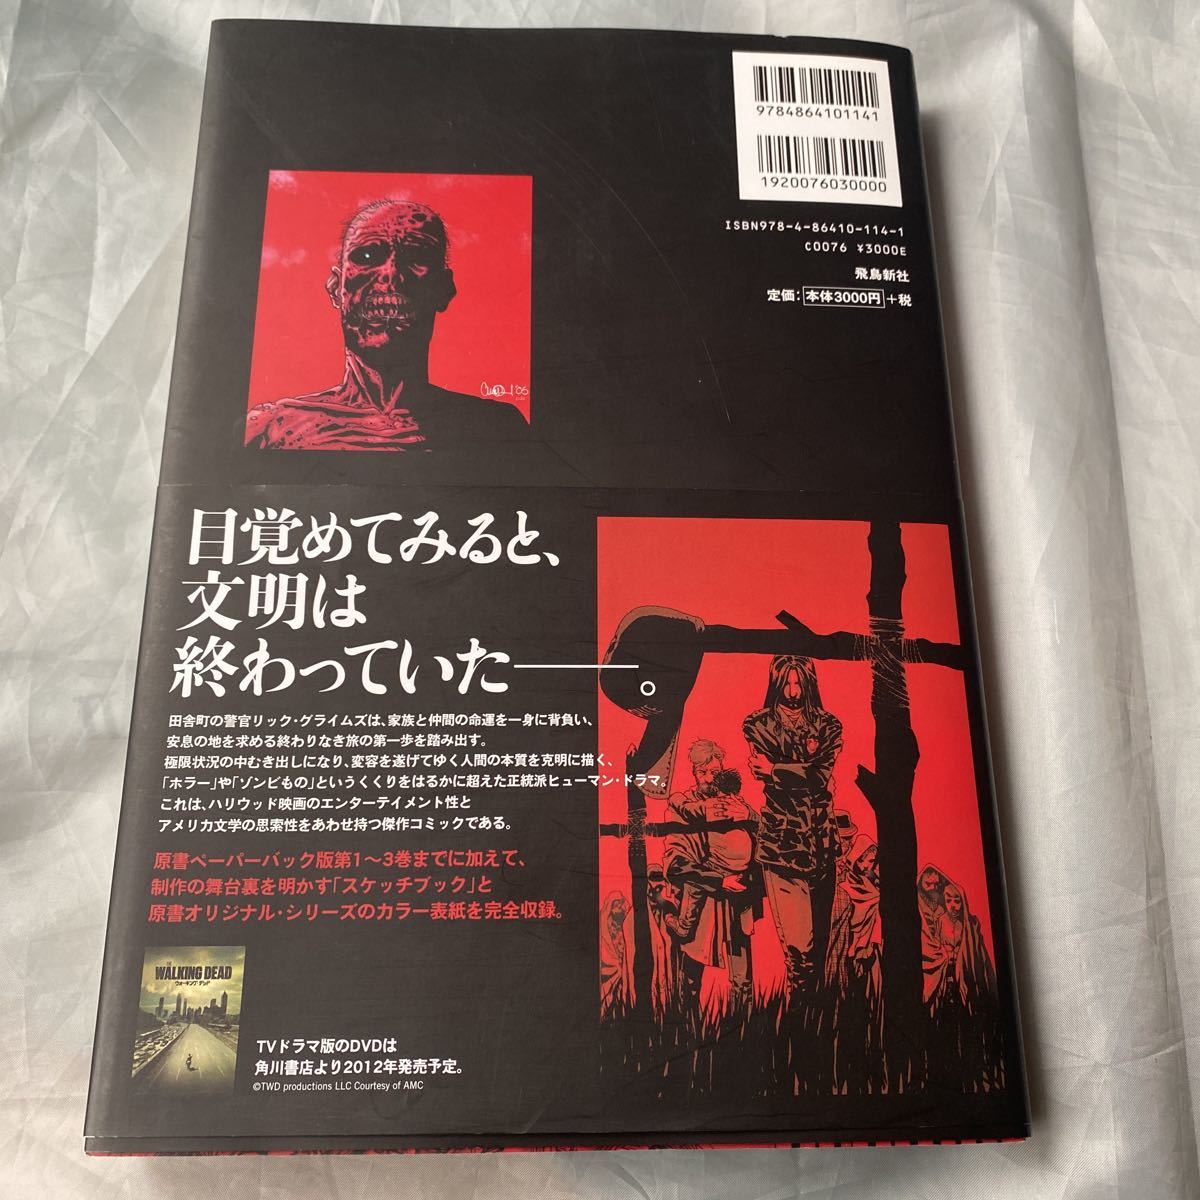 9784864101141
1920076030000
ISBN978-4-86410-114-1
C0076 ¥3000E
飛鳥新社
定価：本体3000円+税
目覚めてみると、
文明は
終わっていた――。
田舎町の警官リック・グライムズは、家族と仲間の命運を一身に背負い、
安息の地を求める終わりなき旅の第一歩を踏み出す。
極限状況の中むき出しになり、変容を遂げてゆく人間の本質を克明に描く、
「ホラー」や「ゾンビもの」というくくりをはるかに超えた正統派ヒューマン・ドラマ。
これは、ハリウッド映画のエンターテイメント性と
アメリカ文学の思索性をあわせ持つ傑作コミックである。
原書ペーパーバック版第1〜3巻までに加えて、
制作の舞台裏を明かす「スケッチブック」と
原書オリジナル・シリーズのカラー表紙を完全収録。
THE
WALKING DEAD
ウォーキング・デッド
TVドラマ版のDVDは
角川書店より2012年発売予定。
©TWD productions LLC Courtesy of AMC